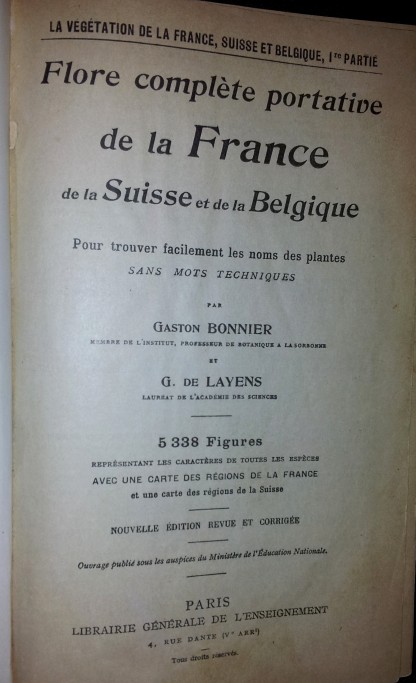 LA VÉGÉTATION DE LA FRANCE, SUISSE ET BELGIQUE, 1re PARTIE
Flore complète portative
de la France
de la Suisse et de la Belgique
Pour trouver facilement les noms des plantes
SANS MOTS TECHNIQUES
PAR
GASTON BONNIER
MEMBRE DE L'INSTITUT, PROFESSEUR DE BOTANIQUE A LA SORBONNE
ET
G. DE LAYENS
LAURÉAT DE L'ACADÉMIE DES SCIENCES
5 338 Figures
REPRÉSENTANT LES CARACTÈRES DE TOUTES LES ESPÈCES
AVEC UNE CARTE DES RÉGIONS DE LA FRANCE
et une carte des régions de la Suisse
NOUVELLE ÉDITION REVUE ET CORRIGÉE
Ouvrage publié sous les auspices du Ministère de l'Éducation Nationale.
PARIS
LIBRAIRIE GÉNÉRALE DE L'ENSEIGNEMENT
4, RUE DANTE (Ve ARRt)
Tous droits réservés.